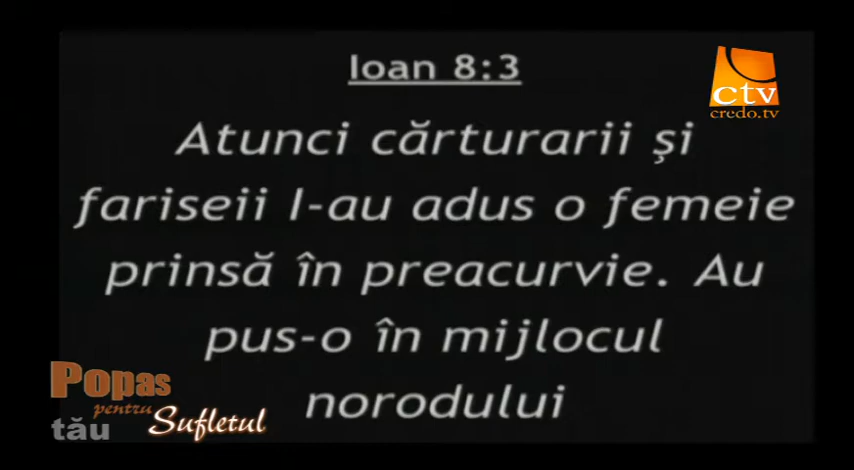 Ioan 8:3
ctv
credo.tv
Atunci cărturarii şi
fariseii I-au adus o femeie
prinsă în preacurvie. Au
pus-o în mijlocul
norodului
Popas
pentru Sufletul
tău